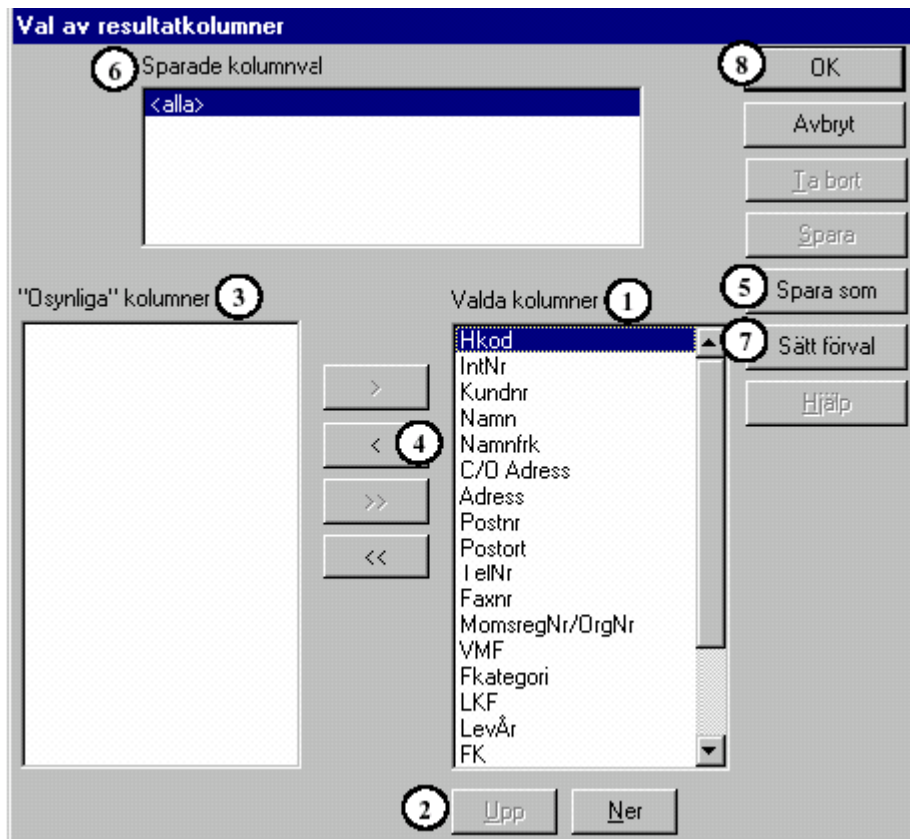 Val av resultatkolumner
6 Sparade kolumnval
<alla>
8 OK
Avbryt
Ta bort
Spara
5 Spara som
7 Sätt förval
Hjälp
"Osynliga" kolumner 3
>
< 4
>>
<<
Valda kolumner 1
Hkod
IntNr
Kundnr
Namn
Namnfrk
C/O Adress
Adress
Postnr
Postort
TelNr
Faxnr
MomsregNr/OrgNr
VMF
Fkategori
LKF
LevÅr
FK
2 Upp
Ner